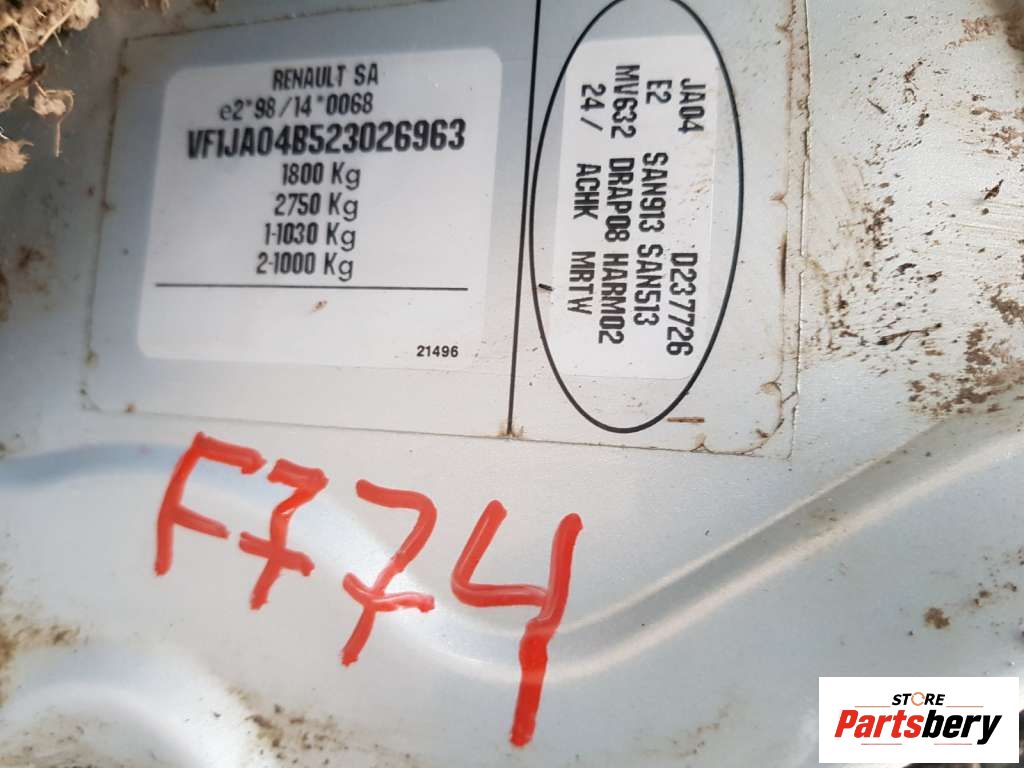 RENAULT SA
e2*98/14*0068
VF1JA04B523026963
1800 Kg
2750 Kg
1-1030 Kg
2-1000 Kg
21496
JA04 D237726
E2 SAN913 SAN513
MV632 DRAP08 HARM02
24/ ACHK MRTV
F774
STORE
Partsbery